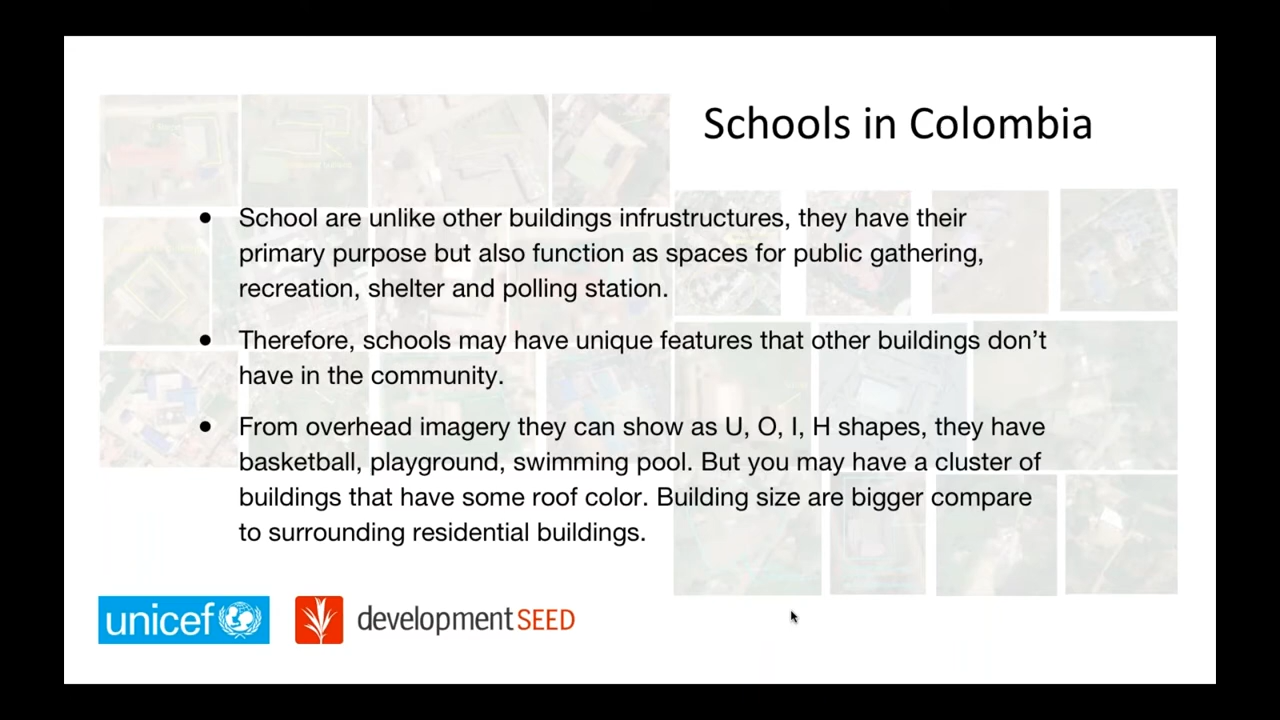 Schools in Colombia
● School are unlike other buildings infrustructures, they have their
primary purpose but also function as spaces for public gathering,
recreation, shelter and polling station.
● Therefore, schools may have unique features that other buildings don’t
have in the community.
● From overhead imagery they can show as U, O, I, H shapes, they have
basketball, playground, swimming pool. But you may have a cluster of
buildings that have some roof color. Building size are bigger compare
to surrounding residential buildings.
unicef
developmentSEED